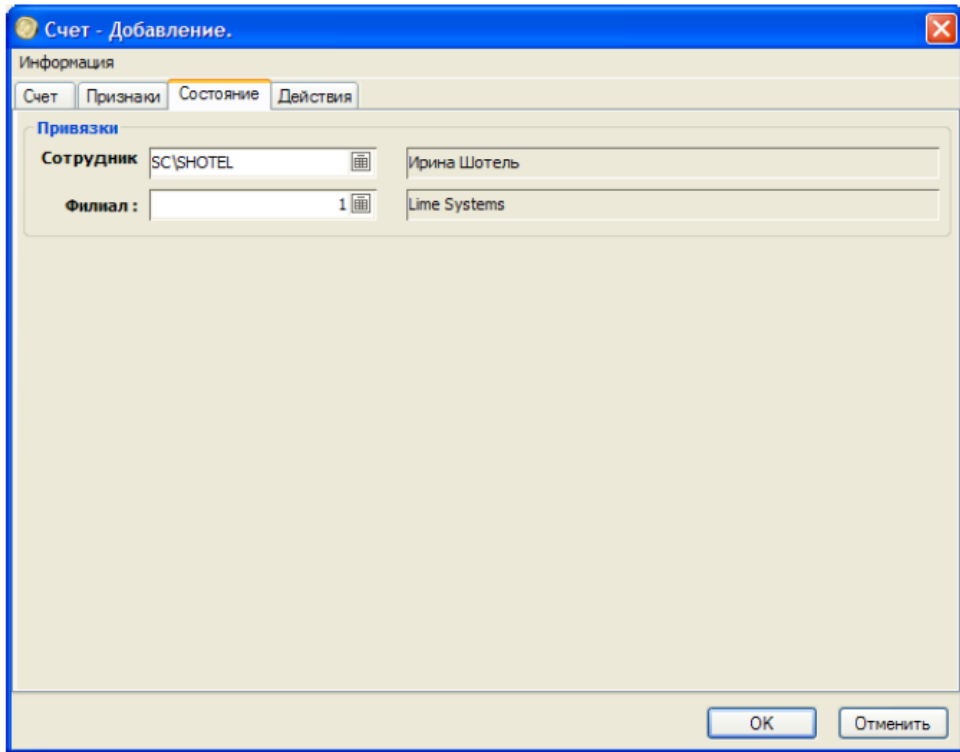 Счет - Добавление.
Информация
Счет Признаки Состояние Действия
Привязки
Сотрудник SC\SHOTEL Ирина Шотель
Филиал : 1 Lime Systems
OK Отменить